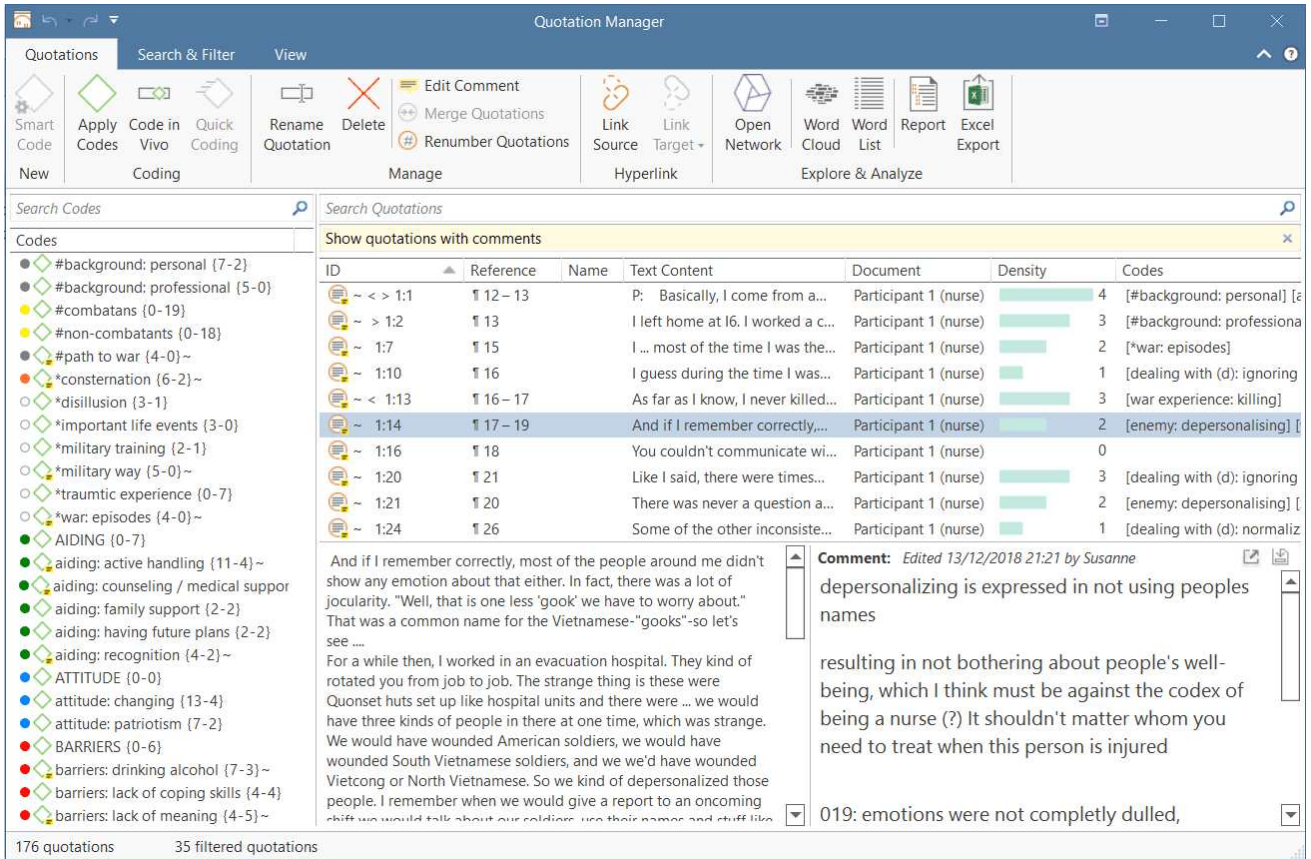 Quotation Manager
Quotations Search & Filter View
Smart Code
Apply Codes
Code in Vivo
Quick Coding
Rename Quotation
Delete
Edit Comment
Merge Quotations
Renumber Quotations
Link Source
Link Target
Open Network
Word Cloud
Word List
Report
Excel Export
New Coding Manage Hyperlink Explore & Analyze
Search Codes
Codes
#background: personal {7-2}
#background: professional {5-0}
#combatans {0-19}
#non-combatants {0-18}
#path to war {4-0}~
*consternation {6-2}~
*disillusion {3-1}
*important life events {3-0}
*military training {2-1}
*military way {5-0}~
*traumtic experience {0-7}
*war: episodes {4-0}~
AIDING {0-7}
aiding: active handling {11-4}~
aiding: counseling / medical suppor
aiding: family support {2-2}
aiding: having future plans {2-2}
aiding: recognition {4-2}~
ATTITUDE {0-0}
attitude: changing {13-4}
attitude: patriotism {7-2}
BARRIERS {0-6}
barriers: drinking alcohol {7-3}~
barriers: lack of coping skills {4-4}
barriers: lack of meaning {4-5}~
Search Quotations
Show quotations with comments
ID Reference Name Text Content Document Density Codes
~ < > 1:1 ¶ 12 – 13 P: Basically, I come from a... Participant 1 (nurse) 4 [#background: personal] [a
~ > 1:2 ¶ 13 I left home at I6. I worked a c... Participant 1 (nurse) 3 [#background: professiona
~ 1:7 ¶ 15 I ... most of the time I was the... Participant 1 (nurse) 2 [*war: episodes]
~ 1:10 ¶ 16 I guess during the time I was... Participant 1 (nurse) 1 [dealing with (d): ignoring
~ < 1:13 ¶ 16 – 17 As far as I know, I never killed... Participant 1 (nurse) 3 [war experience: killing]
~ 1:14 ¶ 17 – 19 And if I remember correctly,... Participant 1 (nurse) 2 [enemy: depersonalising] [
~ 1:16 ¶ 18 You couldn't communicate wi... Participant 1 (nurse) 0
~ 1:20 ¶ 21 Like I said, there were times... Participant 1 (nurse) 3 [dealing with (d): ignoring
~ 1:21 ¶ 20 There was never a question a... Participant 1 (nurse) 2 [enemy: depersonalising] [
~ 1:24 ¶ 26 Some of the other inconsiste... Participant 1 (nurse) 1 [dealing with (d): normaliz
And if I remember correctly, most of the people around me didn't
show any emotion about that either. In fact, there was a lot of
jocularity. "Well, that is one less 'gook' we have to worry about."
That was a common name for the Vietnamese-"gooks"-so let's
see ....
For a while then, I worked in an evacuation hospital. They kind of
rotated you from job to job. The strange thing is these were
Quonset huts set up like hospital units and there were ... we would
have three kinds of people in there at one time, which was strange.
We would have wounded American soldiers, we would have
wounded South Vietnamese soldiers, and we we'd have wounded
Vietcong or North Vietnamese. So we kind of depersonalized those
people. I remember when we would give a report to an oncoming
shift we would talk about our soldiers, use their names and stuff like
Comment: Edited 13/12/2018 21:21 by Susanne
depersonalizing is expressed in not using peoples
names
resulting in not bothering about people's well-
being, which I think must be against the codex of
being a nurse (?) It shouldn't matter whom you
need to treat when this person is injured
019: emotions were not completly dulled,
176 quotations 35 filtered quotations